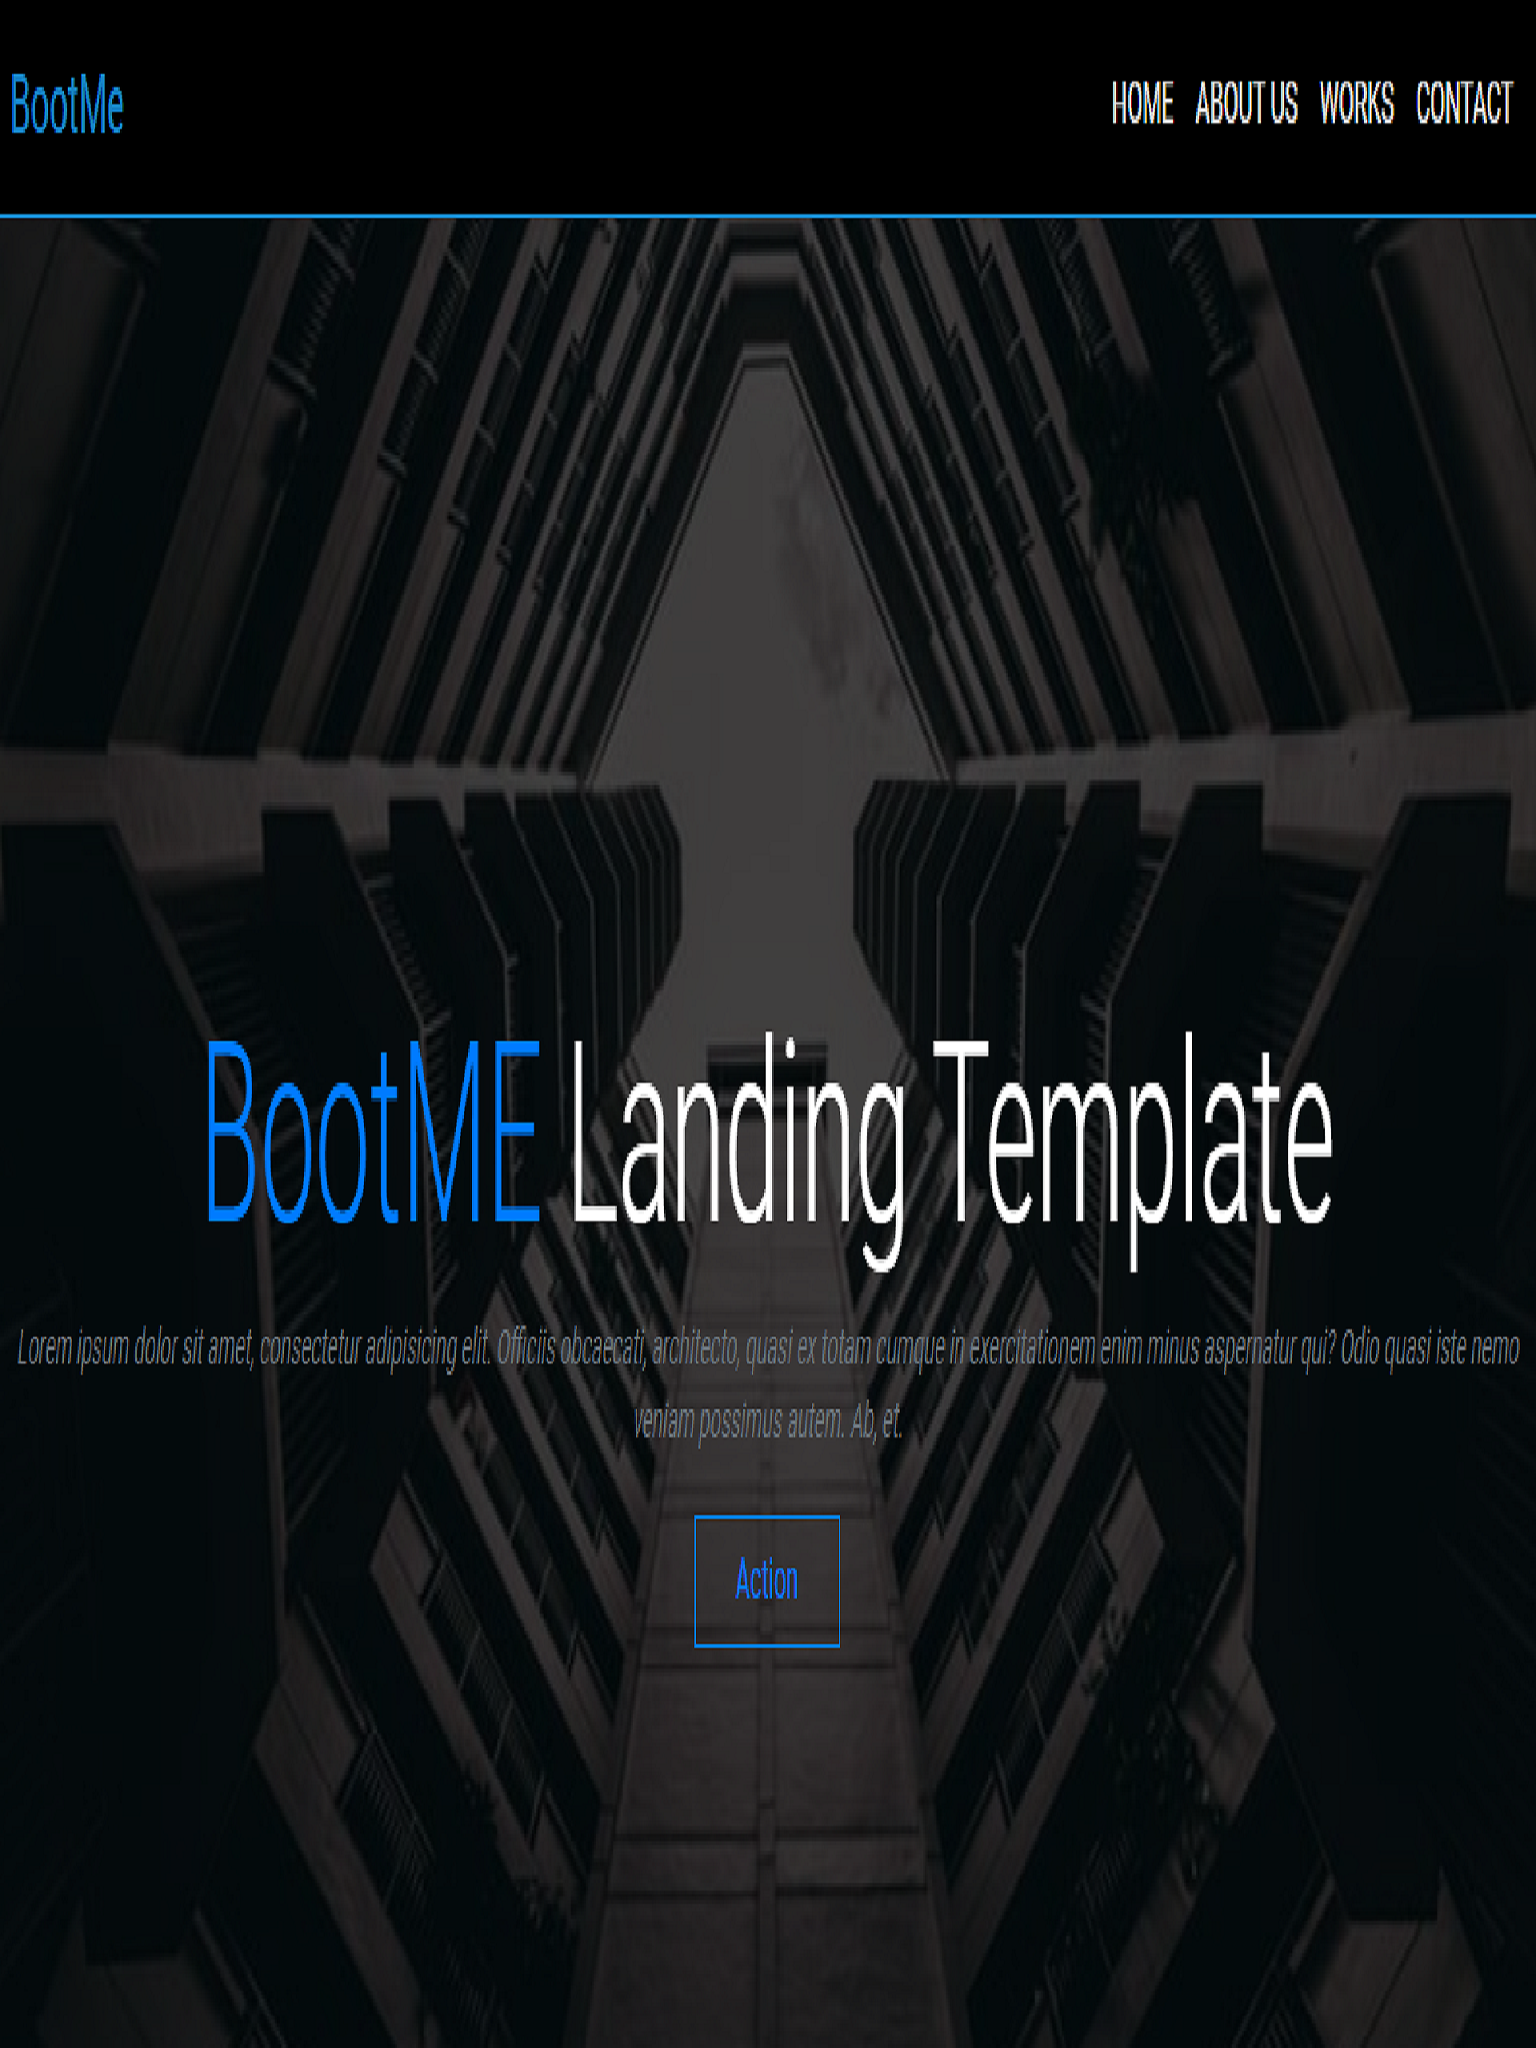 BootMe
HOME ABOUT US WORKS CONTACT
BootME Landing Template
Lorem ipsum dolor sit amet, consectetur adipisicing elit. Officiis obcaecati, architecto, quasi ex totam cumque in exercitationem enim minus aspernatur qui? Odio quasi iste nemo
veniam possimus autem. Ab, et.
Action